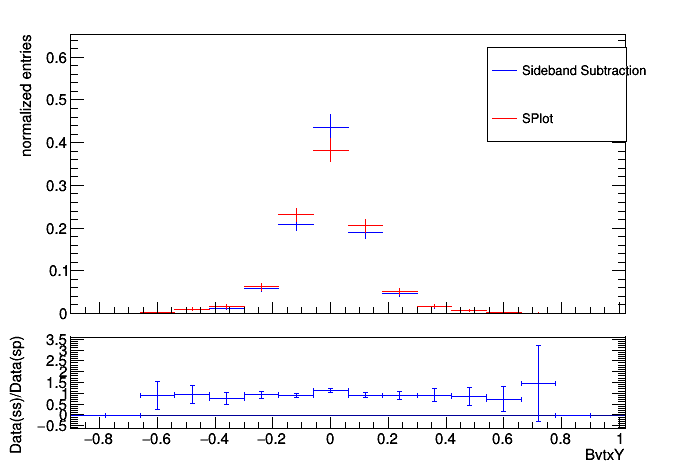 normalized entries
0.6
0.5
0.4
0.3
0.2
0.1
0
Sideband Subtraction
SPlot
Data(ss)/Data(sp)
3.5
3
2.5
2
1.5
1
0.5
0
−0.5
−0.8 −0.6 −0.4 −0.2 0 0.2 0.4 0.6 0.8 1
BvtxY